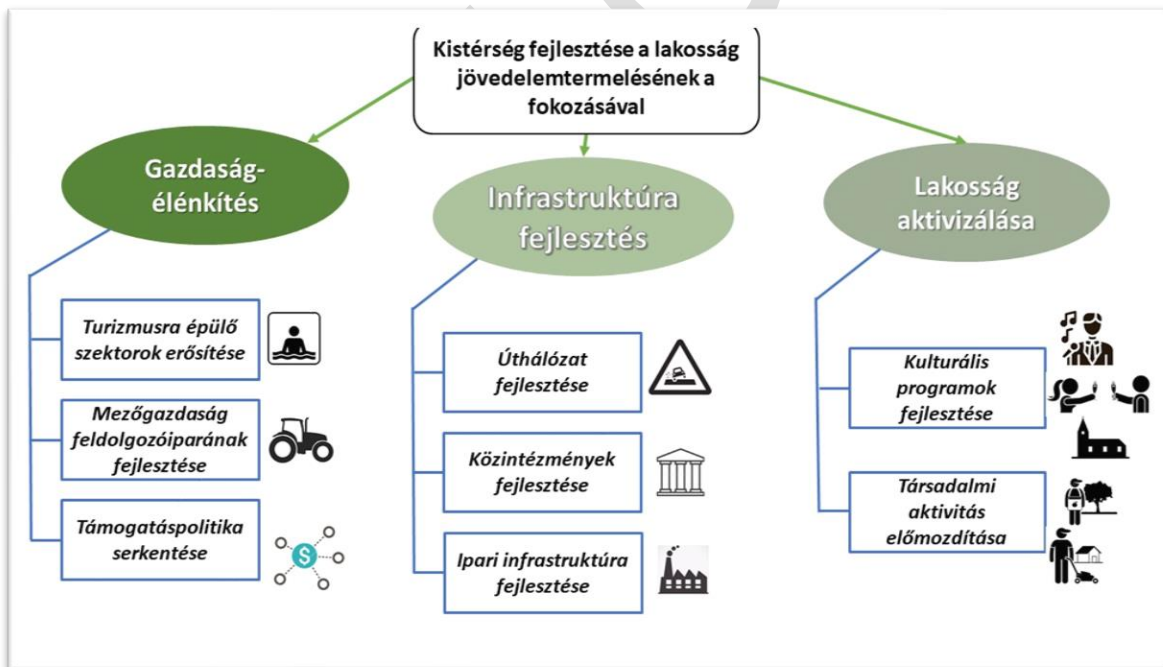 Kistérség fejlesztése a lakosság
jövedelemtermelésének a
fokozásával
Gazdaság-
élénkítés
Turizmusra épülő
szektorok erősítése
Mezőgazdaság
feldolgozóiparának
fejlesztése
Támogatáspolitika
serkentése
$
Infrastruktúra
fejlesztés
Úthálózat
fejlesztése
Közintézmények
fejlesztése
Ipari infrastruktúra
fejlesztése
Lakosság
aktivizálása
Kulturális
programok
fejlesztése
Társadalmi
aktivitás
előmozdítása